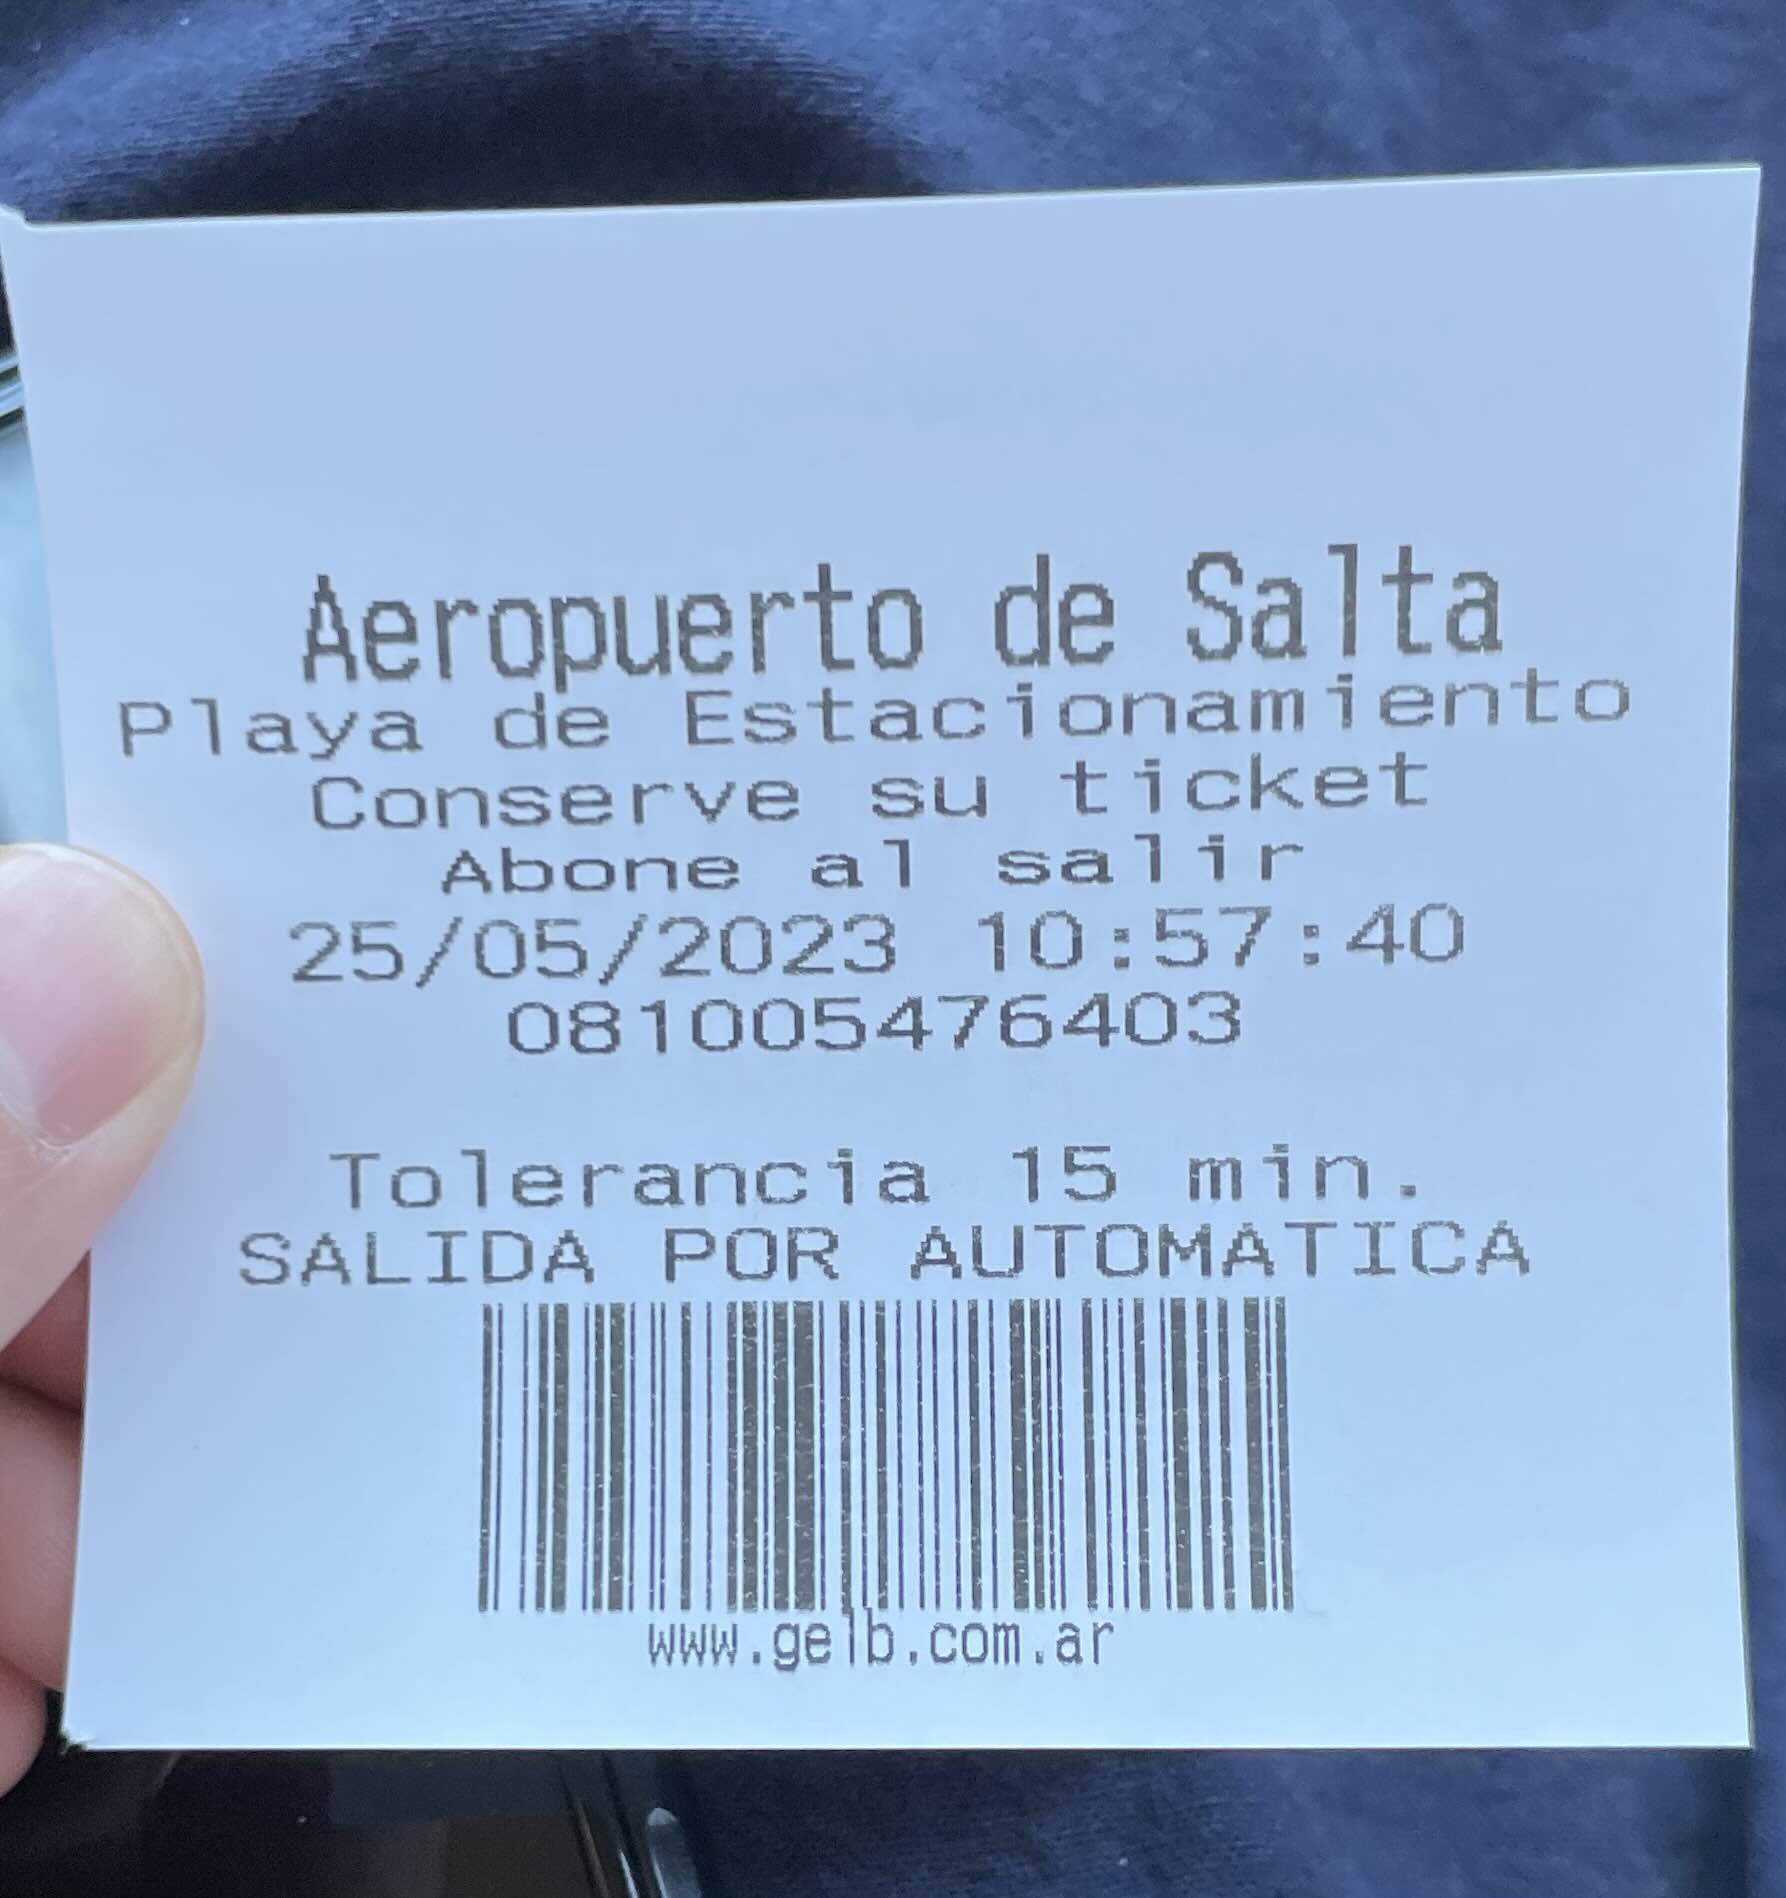 Aeropuerto de Salta
Playa de Estacionamiento
Conserve su ticket
Abone al salir
25/05/2023 10:57:40
081005476403
Tolerancia 15 min.
SALIDA POR AUTOMATICA
www.gelb.com.ar